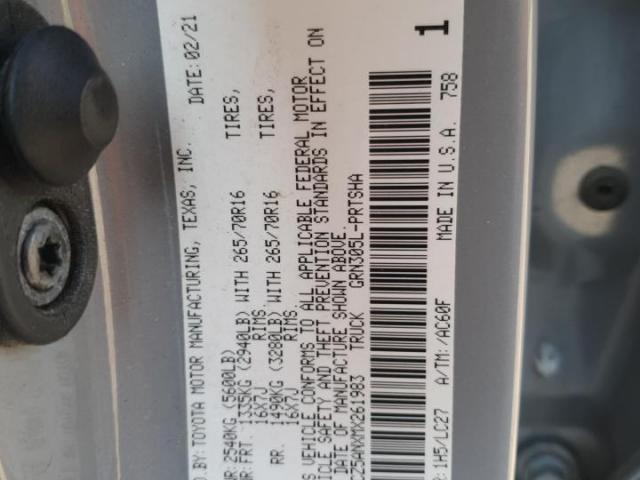 D.BY: TOYOTA MOTOR MANUFACTURING, TEXAS, INC. DATE: 02/21
R: 2540KG (5600LB)
R: FRT. 1335KG (2940LB) WITH 265/70R16 TIRES,
16X7J RIMS,
RR. 1490KG (3280LB) WITH 265/70R16 TIRES,
16X7J RIMS,
S VEHICLE CONFORMS TO ALL APPLICABLE FEDERAL MOTOR
ICLE SAFETY AND THEFT PREVENTION STANDARDS IN EFFECT ON
DATE OF MANUFACTURE SHOWN ABOVE.
CZ5ANXMX261983 TRUCK GRN305L-PRTSHA
R: 1H5/LC27 A/TM: /AC60F MADE IN U.S.A. 758
1